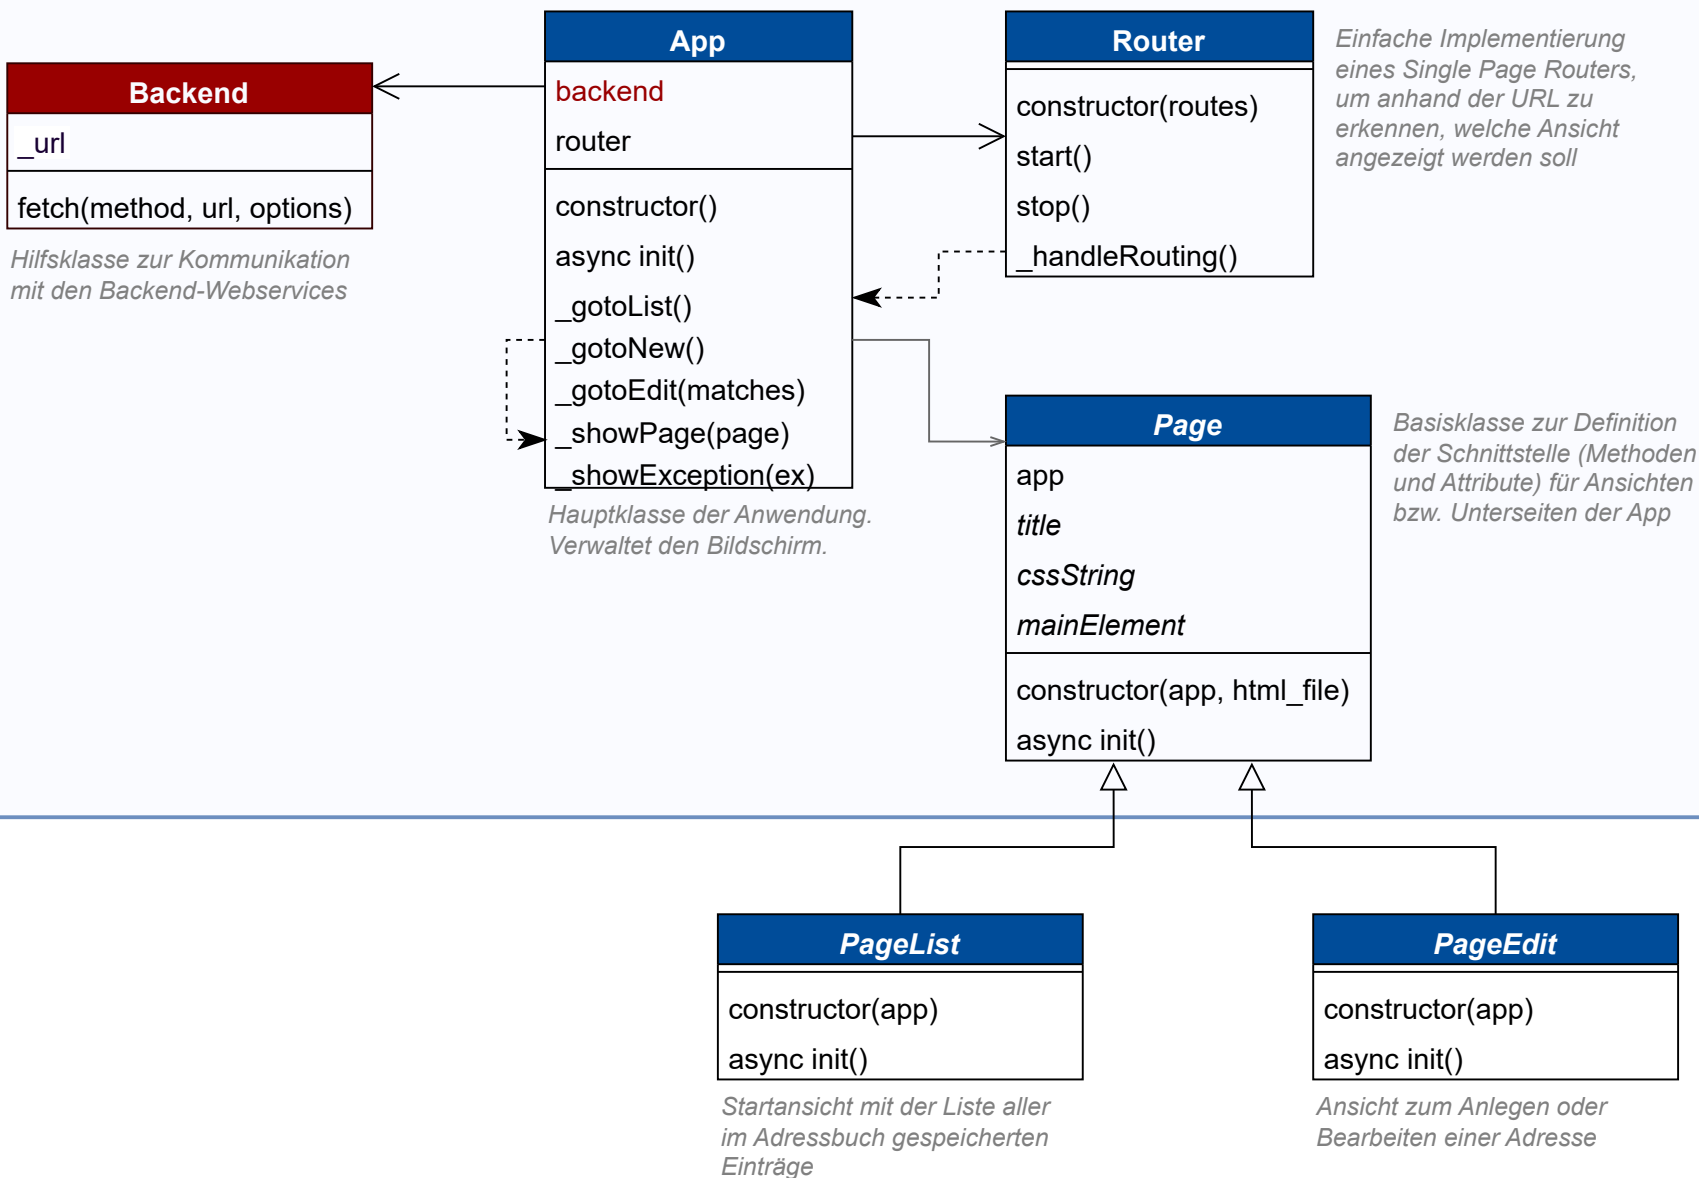 Backend
_url
fetch(method, url, options)
Hilfsklasse zur Kommunikation
mit den Backend-Webservices
App
backend
router
constructor()
async init()
_gotoList()
_gotoNew()
_gotoEdit(matches)
_showPage(page)
_showException(ex)
Hauptklasse der Anwendung.
Verwaltet den Bildschirm.
Router
constructor(routes)
start()
stop()
_handleRouting()
Einfache Implementierung
eines Single Page Routers,
um anhand der URL zu
erkennen, welche Ansicht
angezeigt werden soll
Page
app
title
cssString
mainElement
constructor(app, html_file)
async init()
Basisklasse zur Definition
der Schnittstelle (Methoden
und Attribute) für Ansichten
bzw. Unterseiten der App
PageList
constructor(app)
async init()
Startansicht mit der Liste aller
im Adressbuch gespeicherten
Einträge
PageEdit
constructor(app)
async init()
Ansicht zum Anlegen oder
Bearbeiten einer Adresse